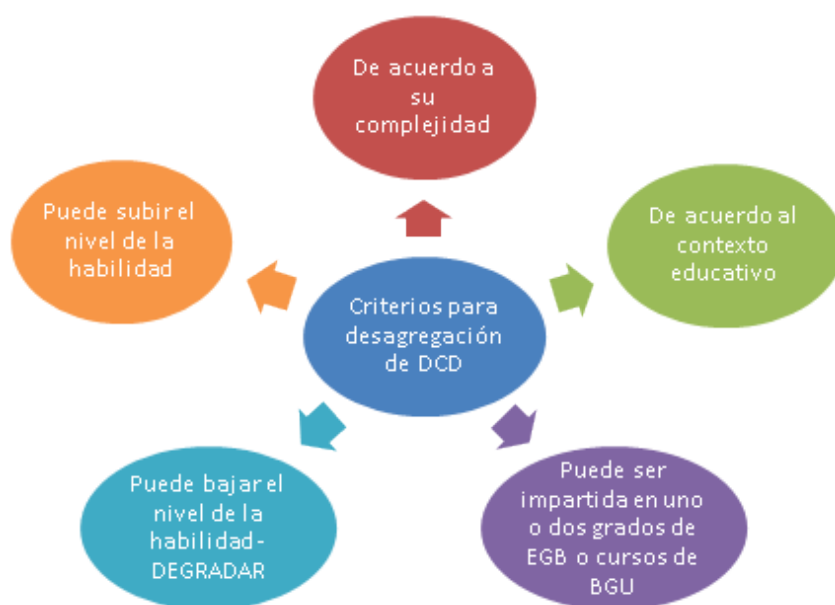 De acuerdo a
su
complejidad
Puede subir el
nivel de la
habilidad
De acuerdo al
contexto
educativo
Criterios para
desagregación
de DCD
Puede bajar el
nivel de la
habilidad-
DEGRADAR
Puede ser
impartida en uno
o dos grados de
EGB o cursos de
BGU